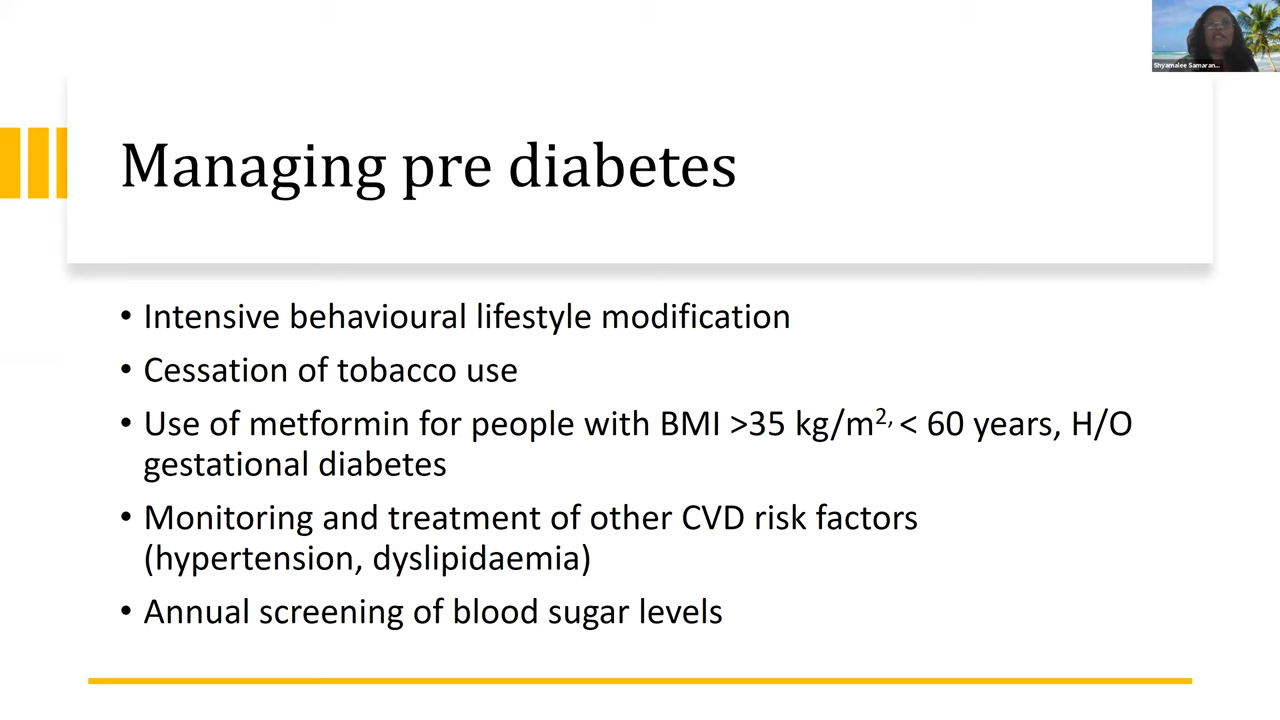 Shyamalee Samaran...
Managing pre diabetes
• Intensive behavioural lifestyle modification
• Cessation of tobacco use
• Use of metformin for people with BMI >35 kg/m², < 60 years, H/O
gestational diabetes
• Monitoring and treatment of other CVD risk factors
(hypertension, dyslipidaemia)
• Annual screening of blood sugar levels